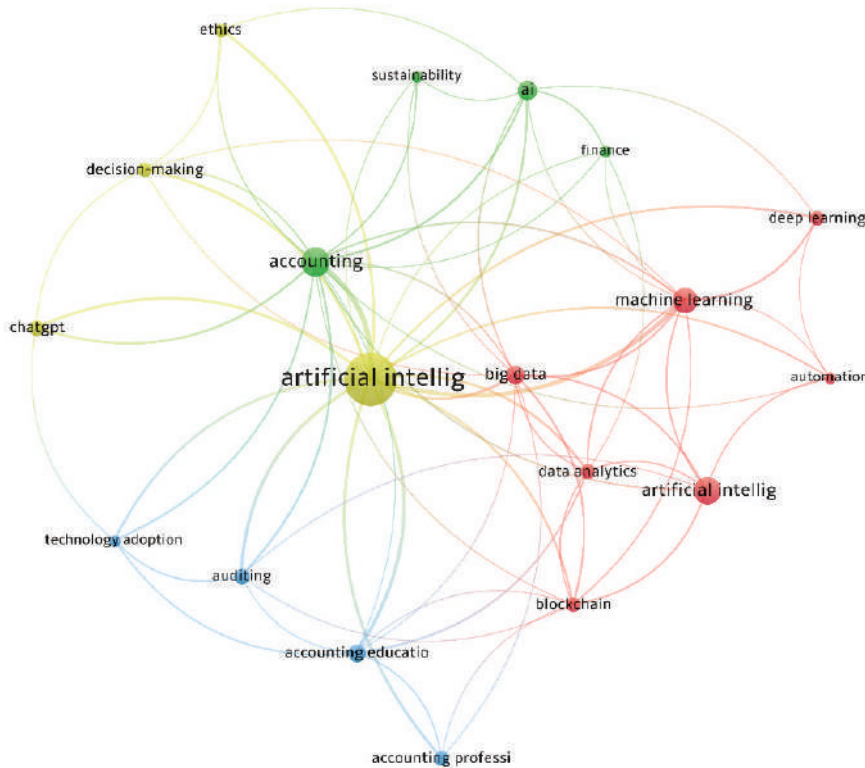 ethics
sustainability
ai
finance
decision-making
deep learning
accounting
machine learning
chatgpt
artificial intellig
big data
automation
data analytics
artificial intellig
technology adoption
auditing
blockchain
accounting educatio
accounting professi